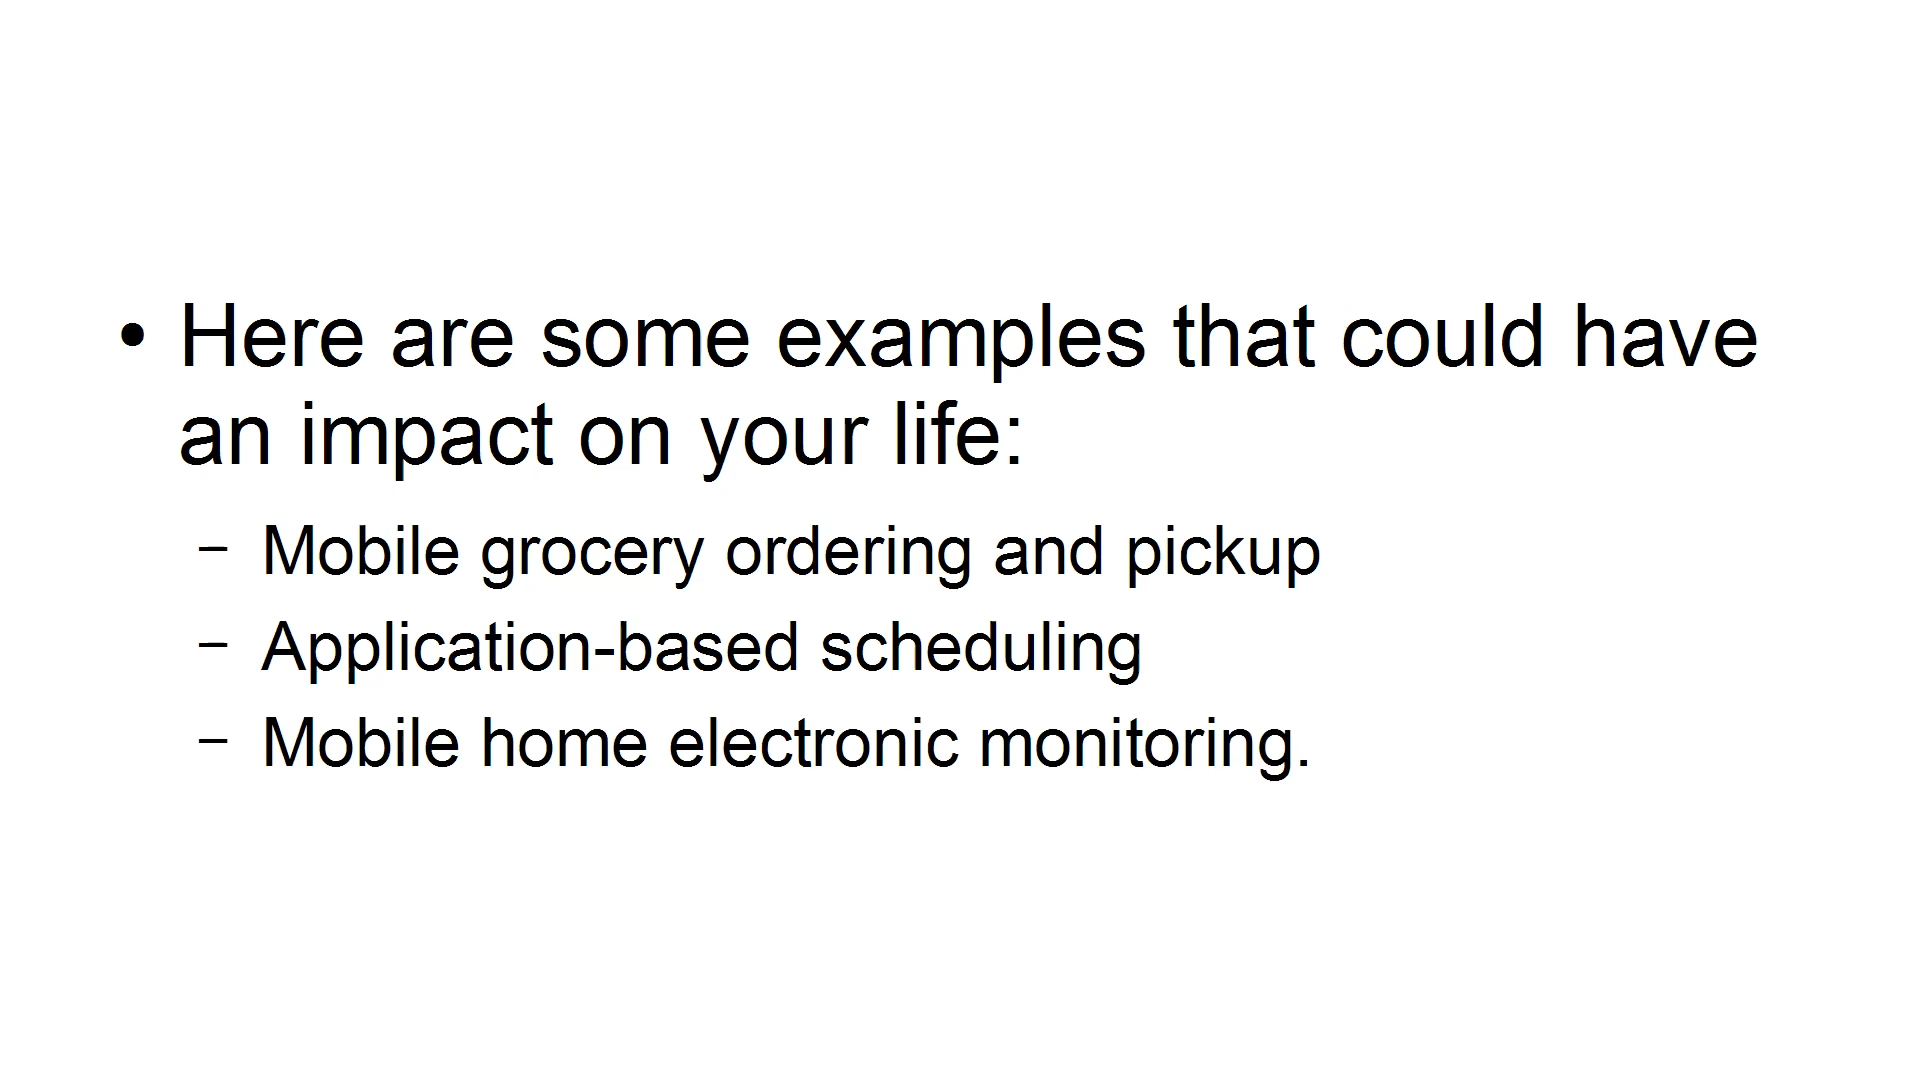 • Here are some examples that could have
an impact on your life:
– Mobile grocery ordering and pickup
– Application-based scheduling
– Mobile home electronic monitoring.